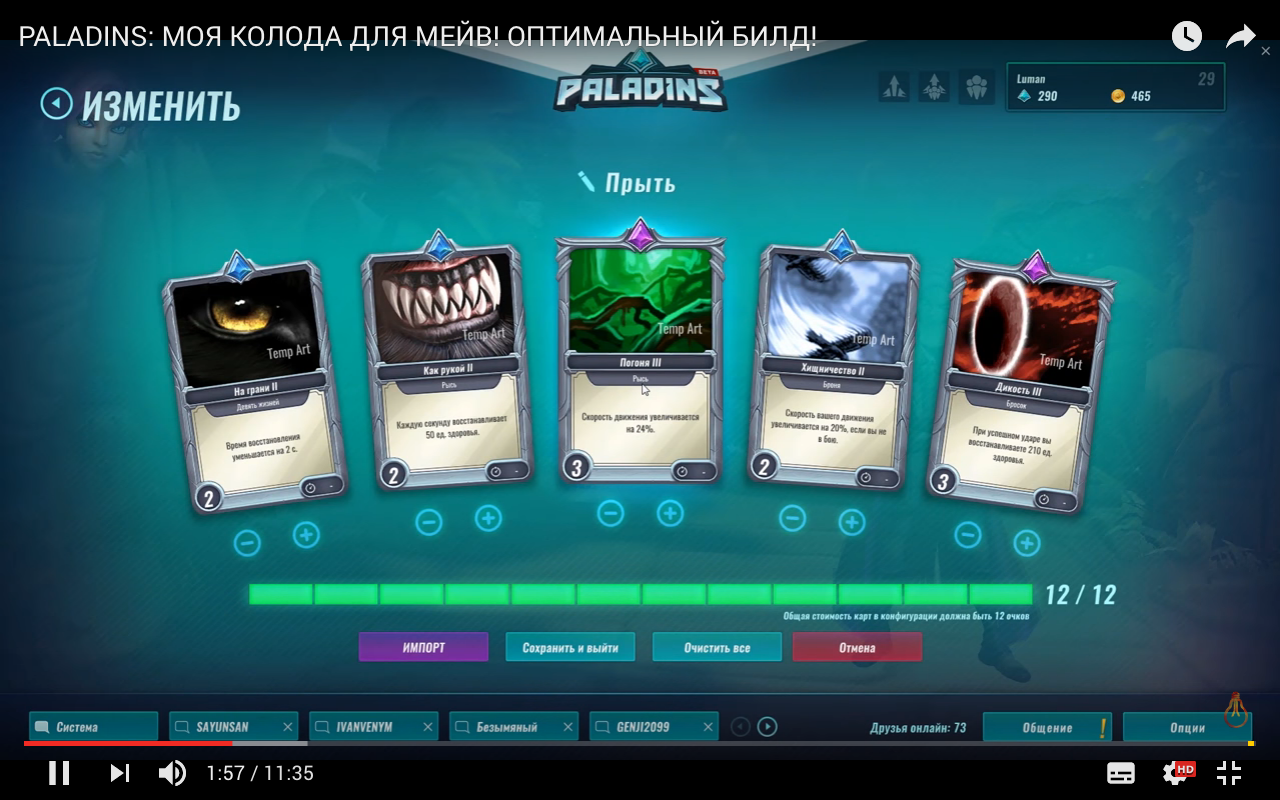 PALADINS: МОЯ КОЛОДА ДЛЯ МЕЙВ! ОПТИМАЛЬНЫЙ БИЛД!
ИЗМЕНИТЬ
BETA
PALADINS
Luman
29
290
465
Прыть
Temp Art
На грани II
Девять жизней
Время восстановления
уменьшается на 2 с.
2
-
Temp Art
Как рукой II
Рысь
Каждую секунду восстанавливает
50 ед. здоровья.
2
-
Temp Art
Погоня III
Рысь
Скорость движения увеличивается
на 24%.
3
-
Temp Art
Хищничество II
Броня
Скорость вашего движения
увеличивается на 20%, если вы не
в бою.
2
-
Temp Art
Дикость III
Бросок
При успешном ударе вы
восстанавливаете 210 ед.
здоровья.
3
-
12 / 12
Общая стоимость карт в конфигурации должна быть 12 очков
ИМПОРТ
Сохранить и выйти
Очистить все
Отмена
Система
SAYUNSAN
IVANVENYM
Безымяный
GENJI2099
Друзья онлайн: 73
Общение
!
Опции
1:57 / 11:35
HD